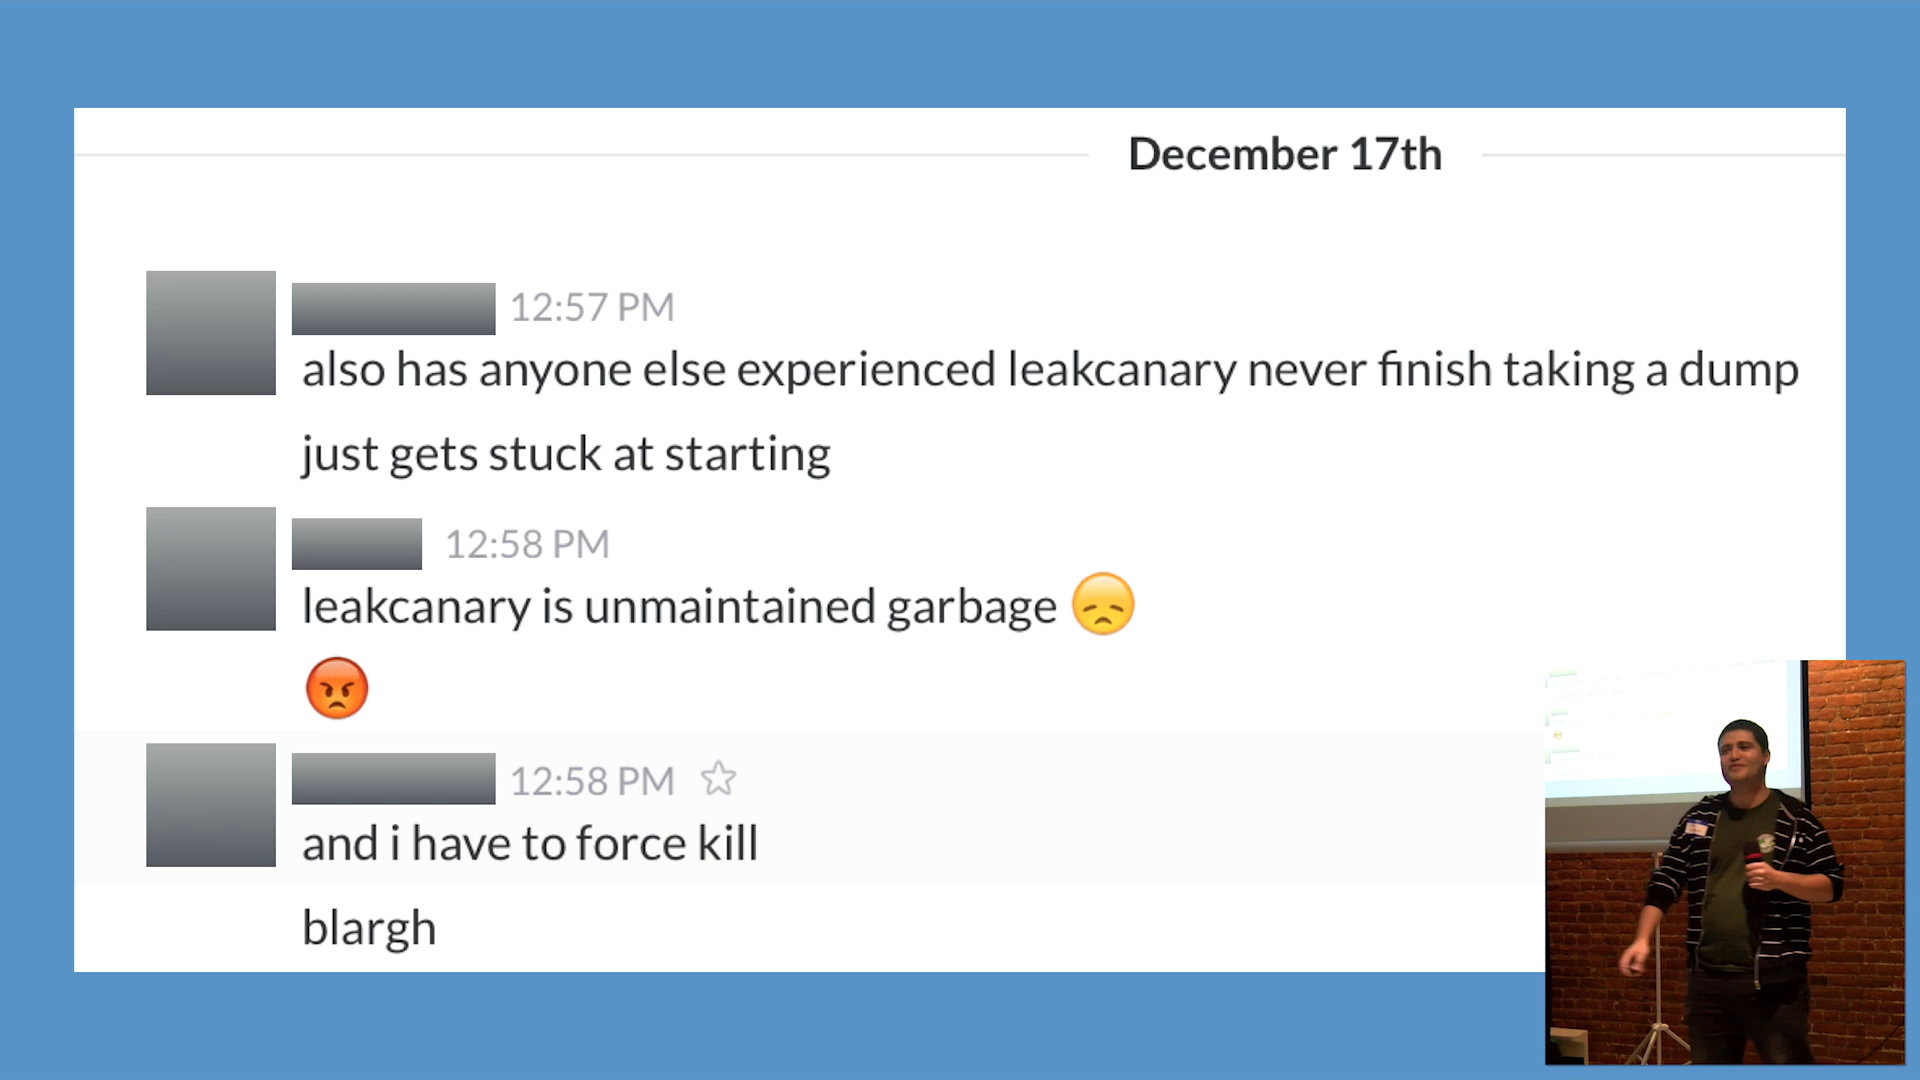 December 17th
12:57 PM
also has anyone else experienced leakcanary never finish taking a dump
just gets stuck at starting
12:58 PM
leakcanary is unmaintained garbage 😞
😡
12:58 PM ☆
and i have to force kill
blargh